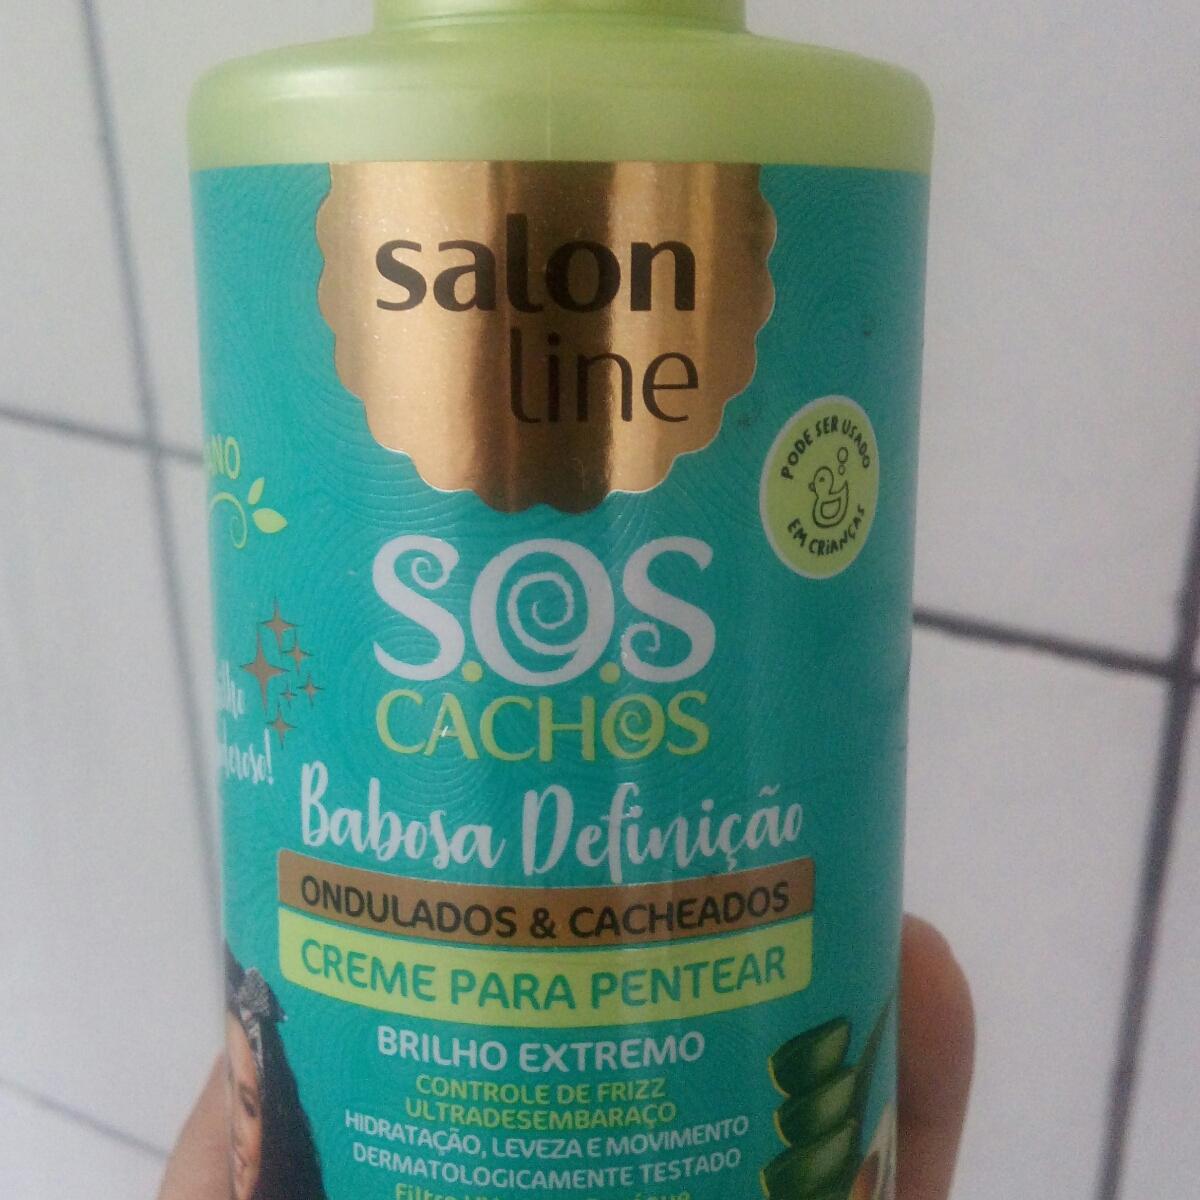 salon
line
PODE SER USADO
EM CRIANÇAS
S.O.S
CACHOS
Babosa Definição
ONDULADOS & CACHEADOS
CREME PARA PENTEAR
BRILHO EXTREMO
CONTROLE DE FRIZZ
ULTRADESEMBARAÇO
HIDRATAÇÃO, LEVEZA E MOVIMENTO
DERMATOLOGICAMENTE TESTADO